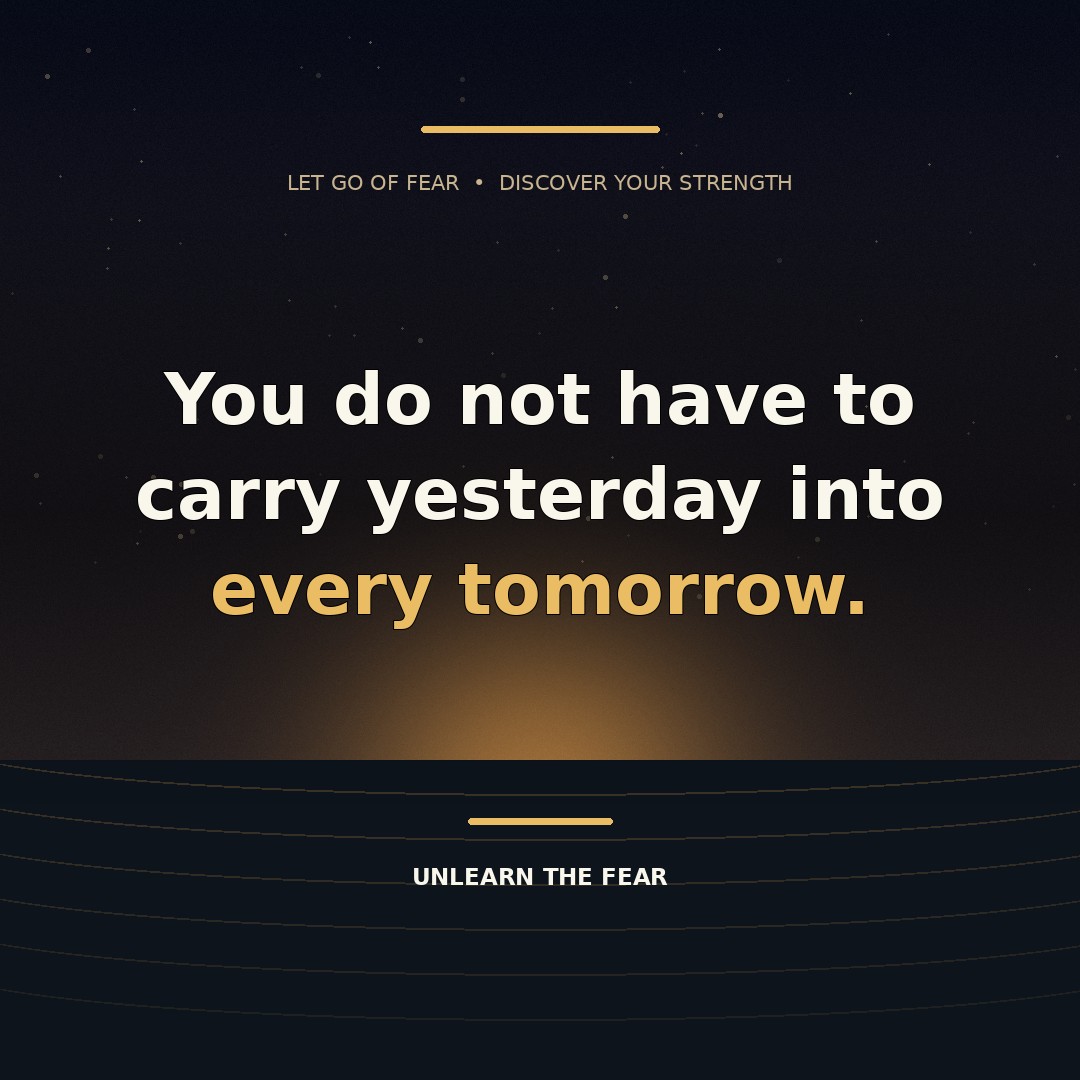 LET GO OF FEAR • DISCOVER YOUR STRENGTH
You do not have to
carry yesterday into
every tomorrow.
UNLEARN THE FEAR